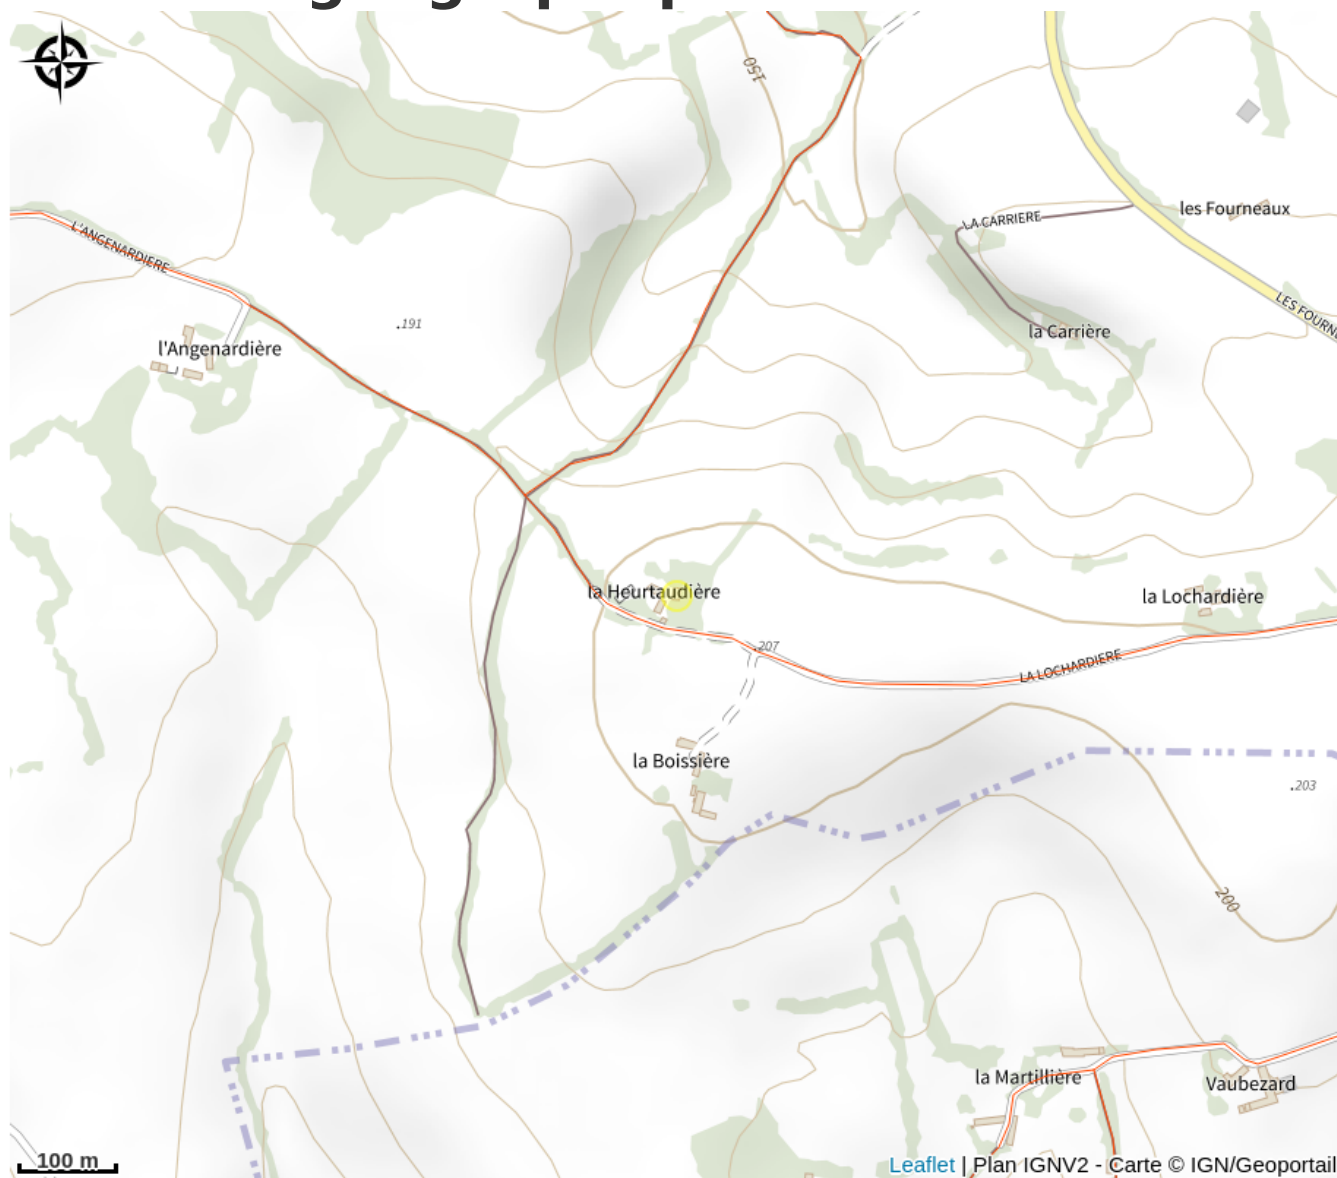 150
les Fourneaux
LA CARRIERE
L'ANGENARDIERE
LES FOURN
.191
la Carrière
l'Angenardière
la Heurtaudière
la Lochardière
.207
LA LOCHARDIERE
la Boissière
.203
200
la Martillière
Vaubezard
100 m
Leaflet | Plan IGNV2 - Carte © IGN/Geoportail